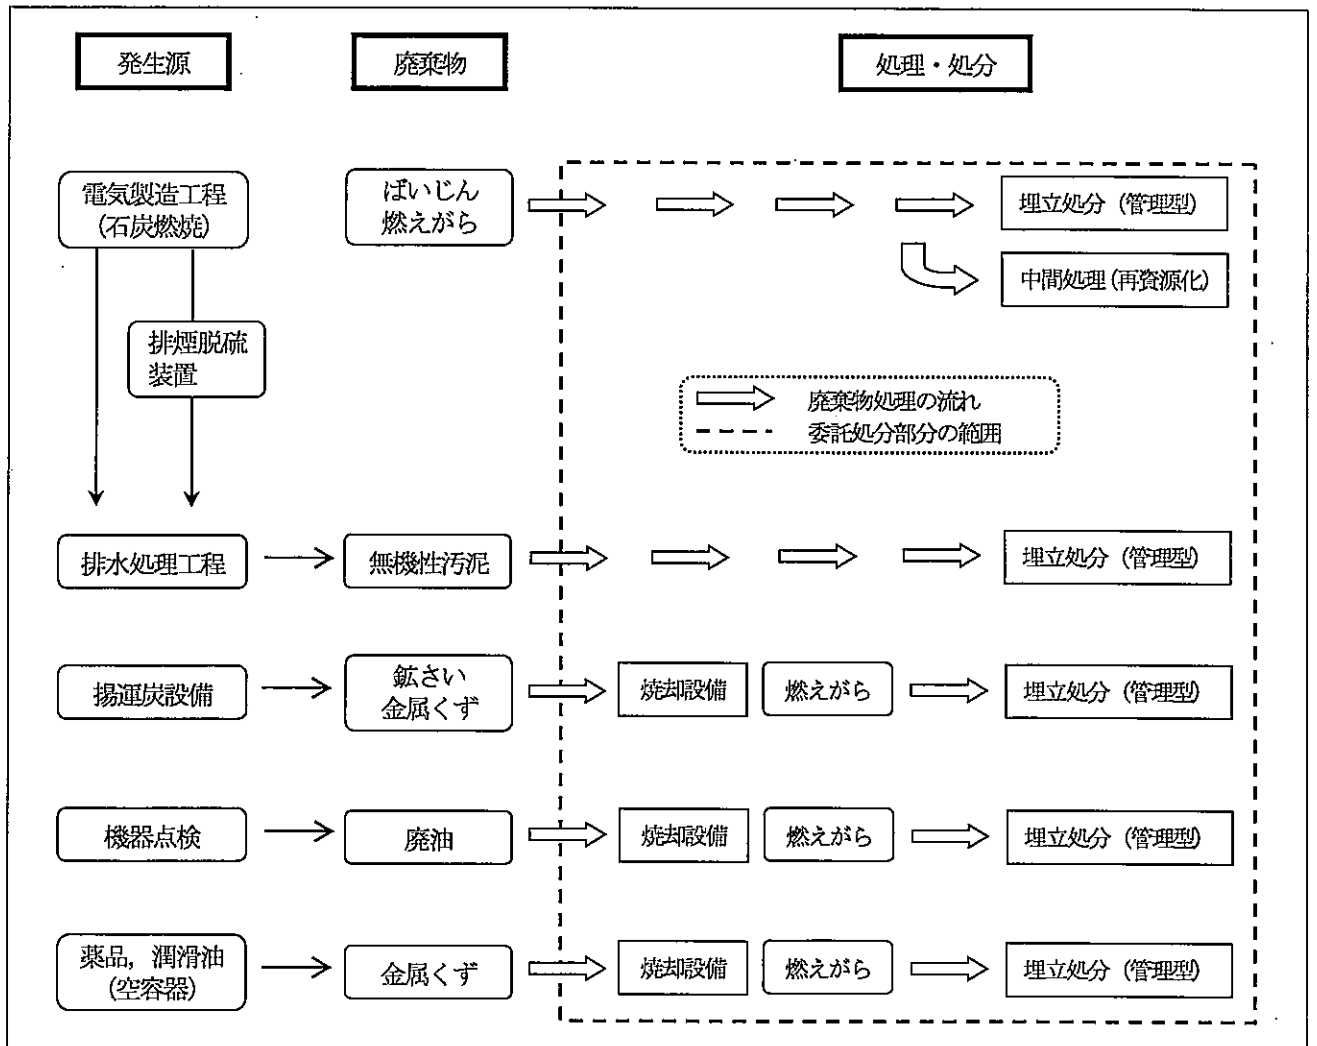 発生源
廃棄物
処理・処分
電気製造工程
(石炭燃焼)
ばいじん
燃えがら
埋立処分 (管理型)
中間処理 (再資源化)
排煙脱硫
装置
廃棄物処理の流れ
委託処分部分の範囲
排水処理工程
無機性汚泥
埋立処分 (管理型)
揚運炭設備
鉱さい
金属くず
焼却設備
燃えがら
埋立処分 (管理型)
機器点検
廃油
焼却設備
燃えがら
埋立処分 (管理型)
薬品, 潤滑油
(空容器)
金属くず
焼却設備
燃えがら
埋立処分 (管理型)